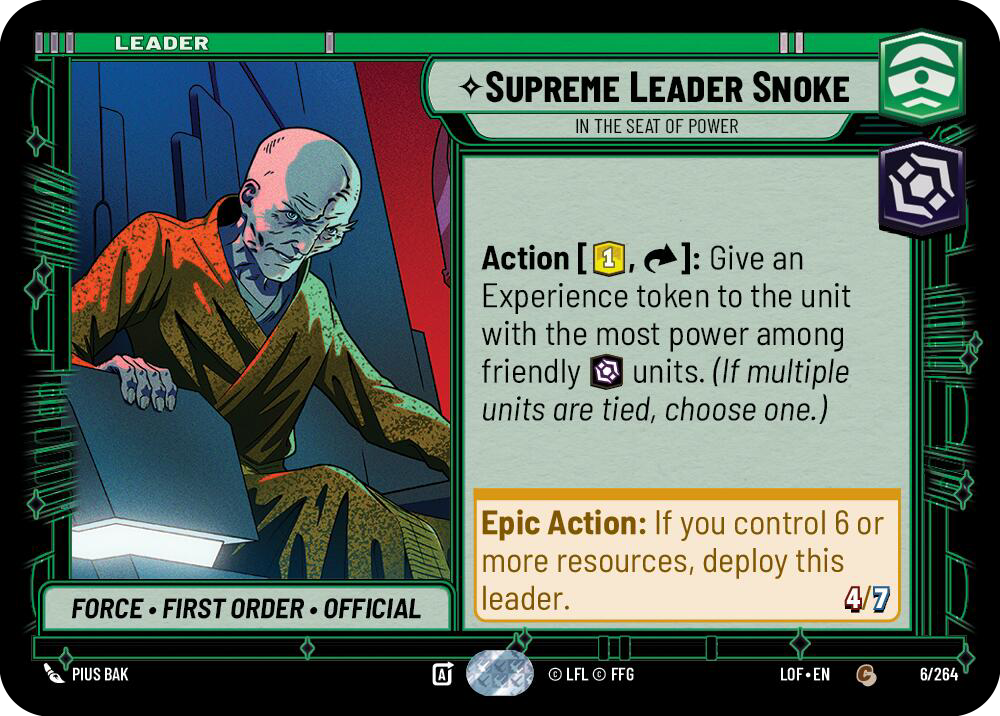 LEADER
SUPREME LEADER SNOKE
IN THE SEAT OF POWER
Action [1, ]: Give an
Experience token to the unit
with the most power among
friendly units. (If multiple
units are tied, choose one.)
Epic Action: If you control 6 or
more resources, deploy this
leader.
4/7
FORCE • FIRST ORDER • OFFICIAL
PIUS BAK
A
© LFL © FFG
LOF • EN
C
6/264